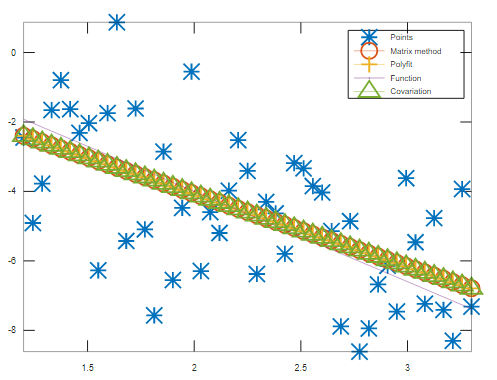 Points
Matrix method
Polyfit
Function
Covariation
0
-2
-4
-6
-8
1.5
2
2.5
3